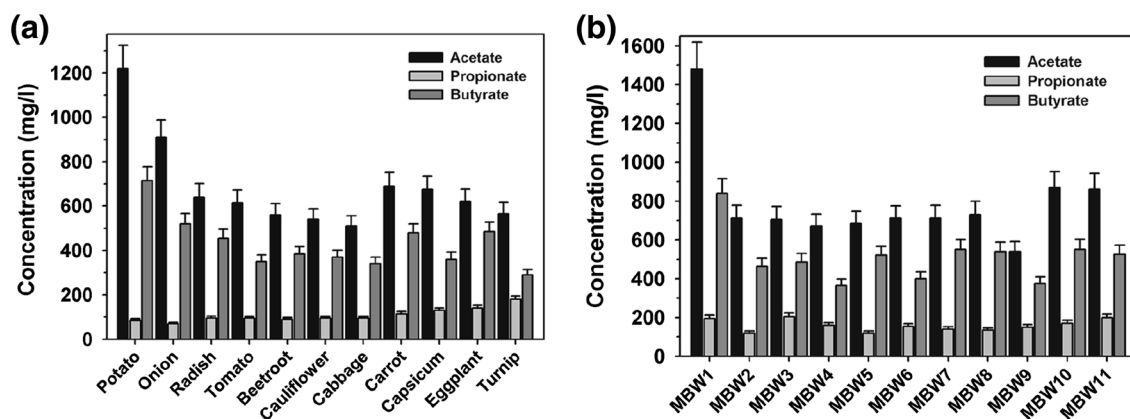 (a)
Concentration (mg/l)
1200
1000
800
600
400
200
0
Acetate
Propionate
Butyrate
Potato
Onion
Radish
Tomato
Beetroot
Cauliflower
Cabbage
Carrot
Capsicum
Eggplant
Turnip
(b)
Concentration (mg/l)
1600
1400
1200
1000
800
600
400
200
0
Acetate
Propionate
Butyrate
MBW1
MBW2
MBW3
MBW4
MBW5
MBW6
MBW7
MBW8
MBW9
MBW10
MBW11